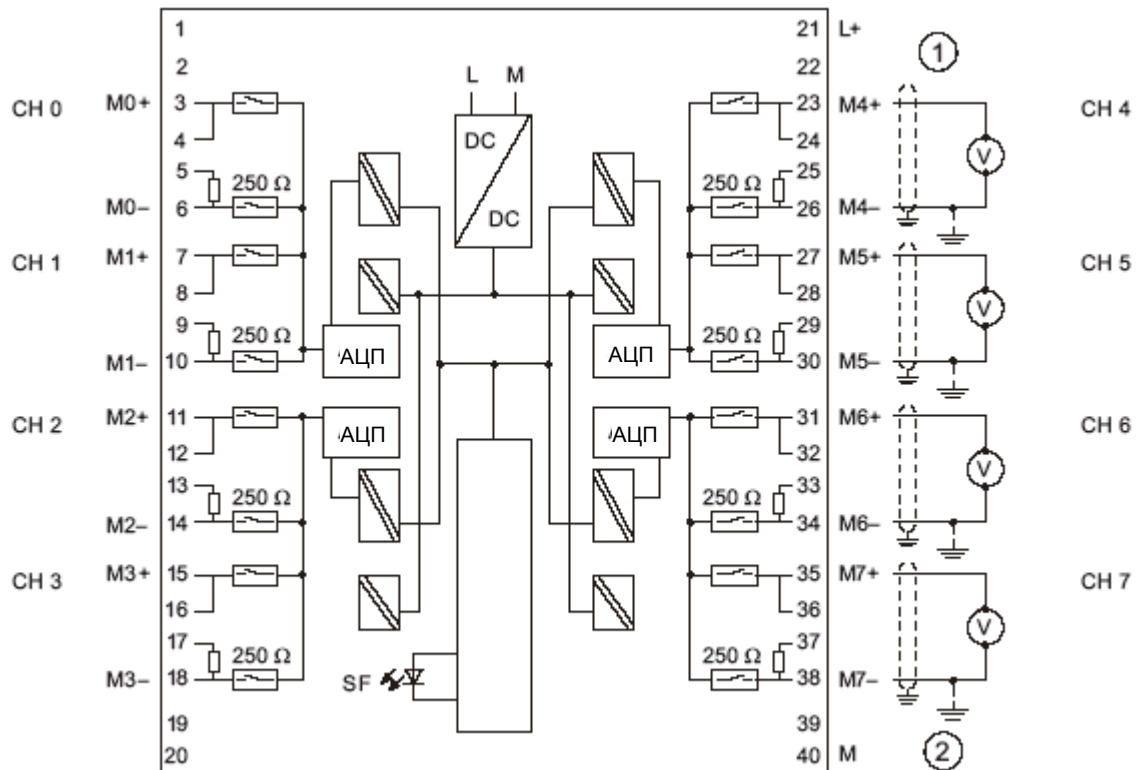 1 21 L+ 1
2 L M 22
CH 0 M0+ 3 23 M4+ CH 4
4 DC 24 V
5 250 Ω 250 Ω 25
M0– 6 DC 26 M4–
CH 1 M1+ 7 27 M5+ CH 5
8 28 V
9 250 Ω АЦП АЦП 250 Ω 29
M1– 10 30 M5–
CH 2 M2+ 11 АЦП АЦП 31 M6+ CH 6
12 32 V
13 250 Ω 250 Ω 33
M2– 14 34 M6–
CH 3 M3+ 15 35 M7+ CH 7
16 36 V
17 250 Ω 250 Ω 37
M3– 18 SF 38 M7–
19 39
20 40 M 2